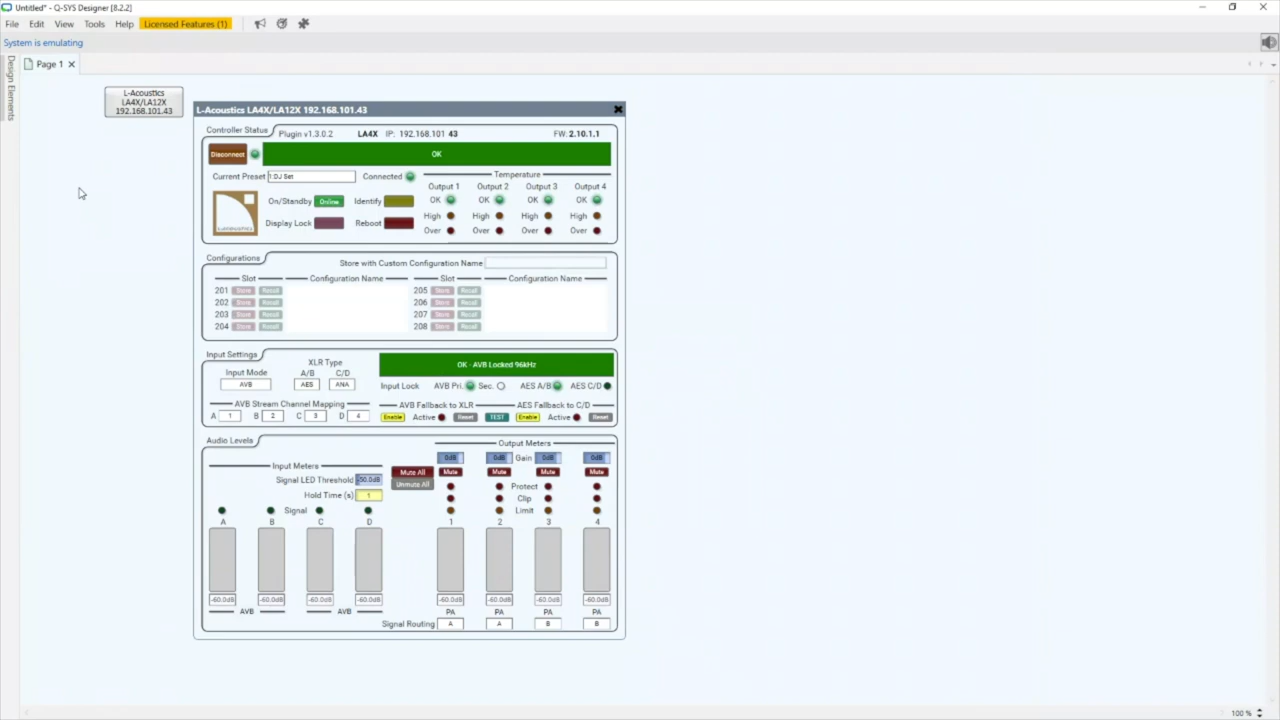 Untitled* - Q-SYS Designer [8.2.2]
File Edit View Tools Help Licensed Features (1)
System is emulating
Page 1
Design Elements
L-Acoustics
LA4X/LA12X
192.168.101.43
L-Acoustics LA4X/LA12X 192.168.101.43
Controller Status Plugin v1.3.0.2 LA4X IP: 192.168.101 43 FW: 2.10.1.1
Disconnect OK
Current Preset 1:DJ Set Connected Temperature
Output 1 Output 2 Output 3 Output 4
On/Standby Online Identify OK OK OK OK
L-ACOUSTICS
Display Lock Reboot High High High High
Over Over Over Over
Configurations
Store with Custom Configuration Name
Slot Configuration Name Slot Configuration Name
201 Store Recall 205 Store Recall
202 Store Recall 206 Store Recall
203 Store Recall 207 Store Recall
204 Store Recall 208 Store Recall
Input Settings
XLR Type
Input Mode A/B C/D OK - AVB Locked 96kHz
AVB AES ANA Input Lock AVB Pri. Sec. AES A/B AES C/D
AVB Stream Channel Mapping AVB Fallback to XLR AES Fallback to C/D
A 1 B 2 C 3 D 4 Enable Active Reset TEST Enable Active Reset
Audio Levels Output Meters
0dB 0dB Gain 0dB 0dB
Input Meters Mute All Mute Mute Mute Mute
Signal LED Threshold -50.0dB Unmute All Protect
Hold Time (s) 1 Clip
Signal Limit
A B C D 1 2 3 4
-60.0dB -60.0dB -60.0dB -60.0dB -60.0dB -60.0dB -60.0dB -60.0dB
AVB AVB PA PA PA PA
Signal Routing A A B B
100 %